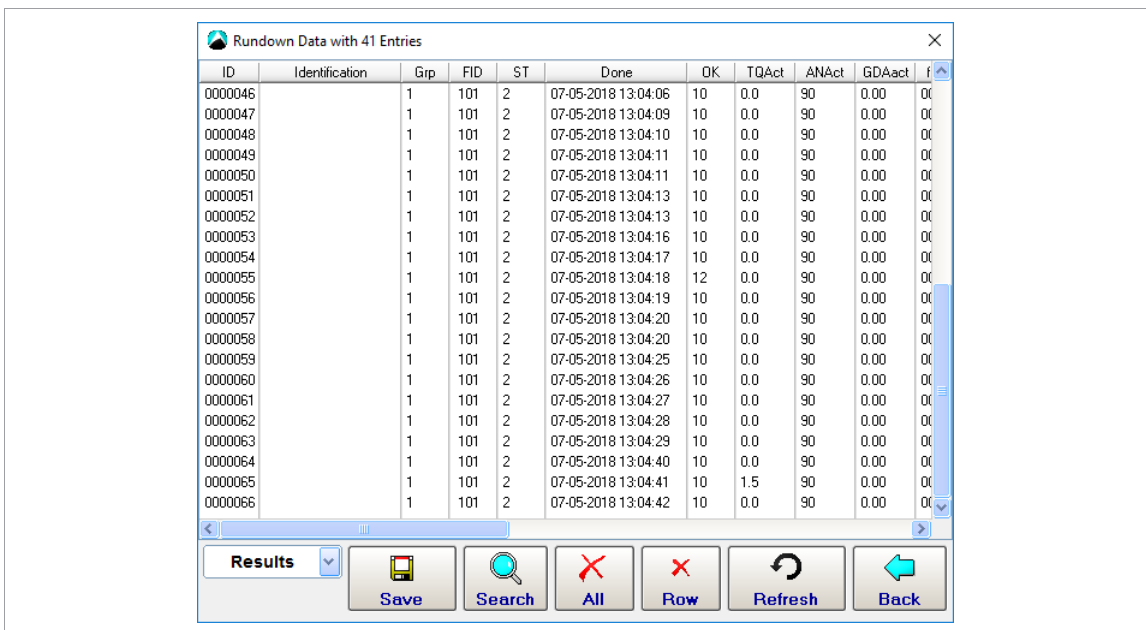 Rundown Data with 41 Entries
ID Identification Grp FID ST Done OK TQAct ANAct GDAact
0000046 1 101 2 07-05-2018 13:04:06 10 0.0 90 0.00
0000047 1 101 2 07-05-2018 13:04:09 10 0.0 90 0.00
0000048 1 101 2 07-05-2018 13:04:10 10 0.0 90 0.00
0000049 1 101 2 07-05-2018 13:04:11 10 0.0 90 0.00
0000050 1 101 2 07-05-2018 13:04:11 10 0.0 90 0.00
0000051 1 101 2 07-05-2018 13:04:13 10 0.0 90 0.00
0000052 1 101 2 07-05-2018 13:04:13 10 0.0 90 0.00
0000053 1 101 2 07-05-2018 13:04:16 10 0.0 90 0.00
0000054 1 101 2 07-05-2018 13:04:17 10 0.0 90 0.00
0000055 1 101 2 07-05-2018 13:04:18 12 0.0 90 0.00
0000056 1 101 2 07-05-2018 13:04:19 10 0.0 90 0.00
0000057 1 101 2 07-05-2018 13:04:20 10 0.0 90 0.00
0000058 1 101 2 07-05-2018 13:04:20 10 0.0 90 0.00
0000059 1 101 2 07-05-2018 13:04:25 10 0.0 90 0.00
0000060 1 101 2 07-05-2018 13:04:26 10 0.0 90 0.00
0000061 1 101 2 07-05-2018 13:04:27 10 0.0 90 0.00
0000062 1 101 2 07-05-2018 13:04:28 10 0.0 90 0.00
0000063 1 101 2 07-05-2018 13:04:29 10 0.0 90 0.00
0000064 1 101 2 07-05-2018 13:04:40 10 0.0 90 0.00
0000065 1 101 2 07-05-2018 13:04:41 10 1.5 90 0.00
0000066 1 101 2 07-05-2018 13:04:42 10 0.0 90 0.00
Results Save Search All Row Refresh Back